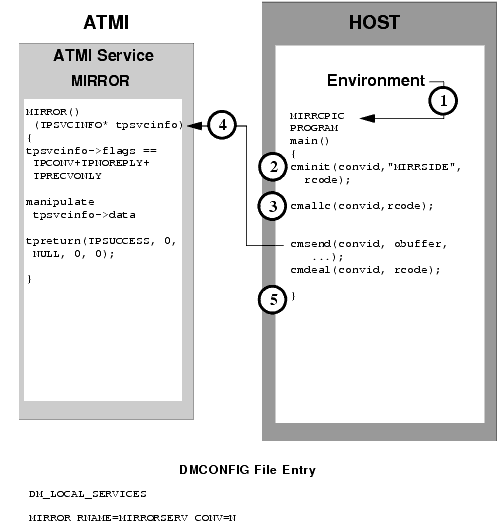 ATMI
ATMI Service
MIRROR
MIRROR()
(TPSVCINFO* tpsvcinfo)
{
tpsvcinfo->flags ==
TPCONV+TPNOREPLY+
TPRECVONLY
manipulate
tpsvcinfo->data
tpreturn(TPSUCCESS, 0,
NULL, 0, 0);
}
HOST
Environment
1
MIRRCPIC
PROGRAM
main()
{
2
cminit(convid,"MIRRSIDE",
rcode);
3
cmallc(convid,rcode);
4
cmsend(convid, obuffer,
...);
cmdeal(convid, rcode);
5
}
DMCONFIG File Entry
DM_LOCAL_SERVICES
MIRROR RNAME=MIRRORSERV CONV=N